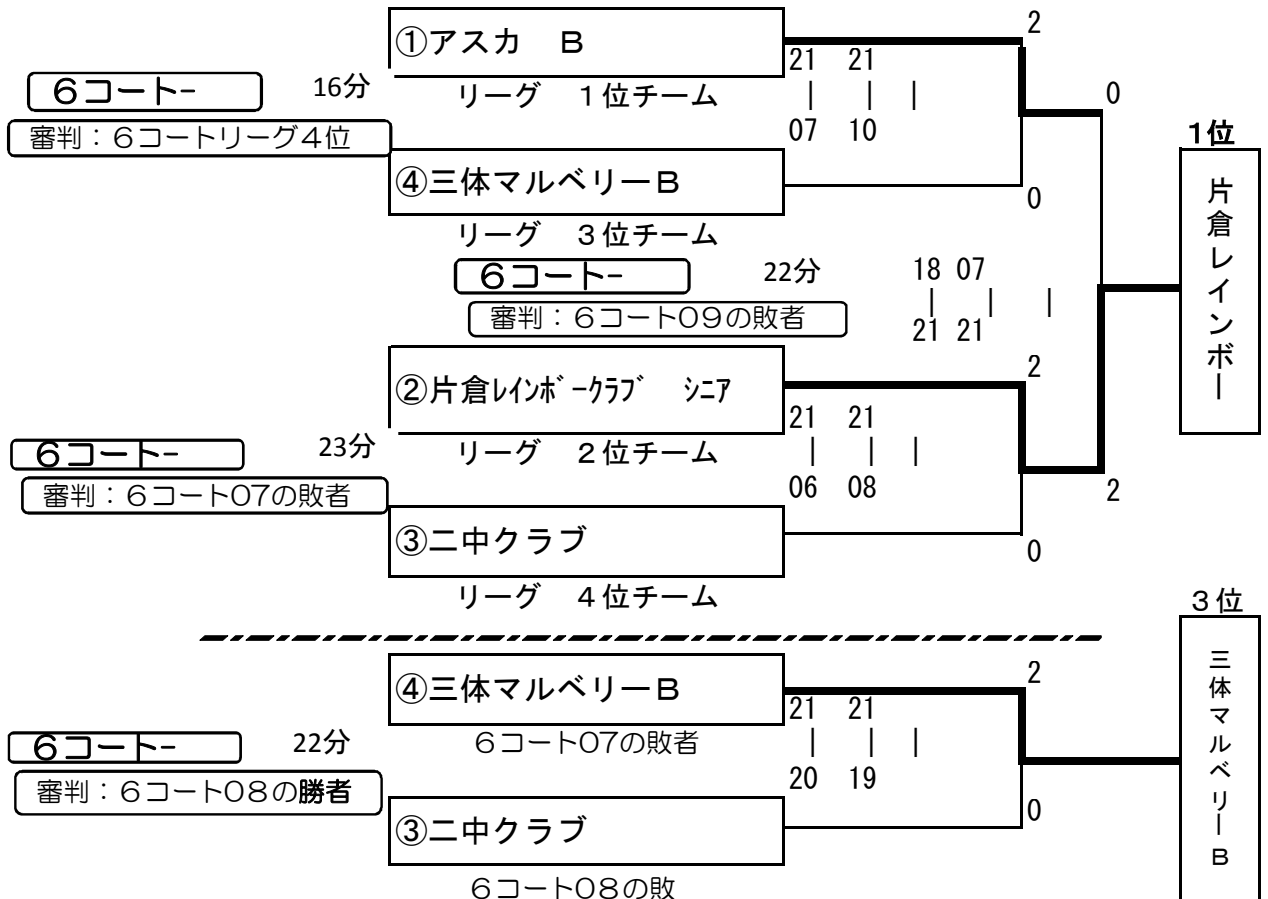 ①アスカ　B
2
6コート-
16分
リーグ　1位チーム
21 21
| | |
07 10
0
審判：6コートリーグ4位
④三体マルベリーB
0
リーグ　3位チーム
1位
片倉レインボー
6コート-
22分
18 07
| | |
21 21
審判：6コート09の敗者
②片倉ﾚｲﾝﾎﾞｰｸﾗﾌﾞ　ｼﾆｱ
2
6コート-
23分
リーグ　2位チーム
21 21
| | |
06 08
2
審判：6コート07の敗者
③二中クラブ
0
リーグ　4位チーム
3位
三体マルベリーB
④三体マルベリーB
2
6コート-
22分
6コート07の敗者
21 21
| | |
20 19
審判：6コート08の勝者
③二中クラブ
0
6コート08の敗